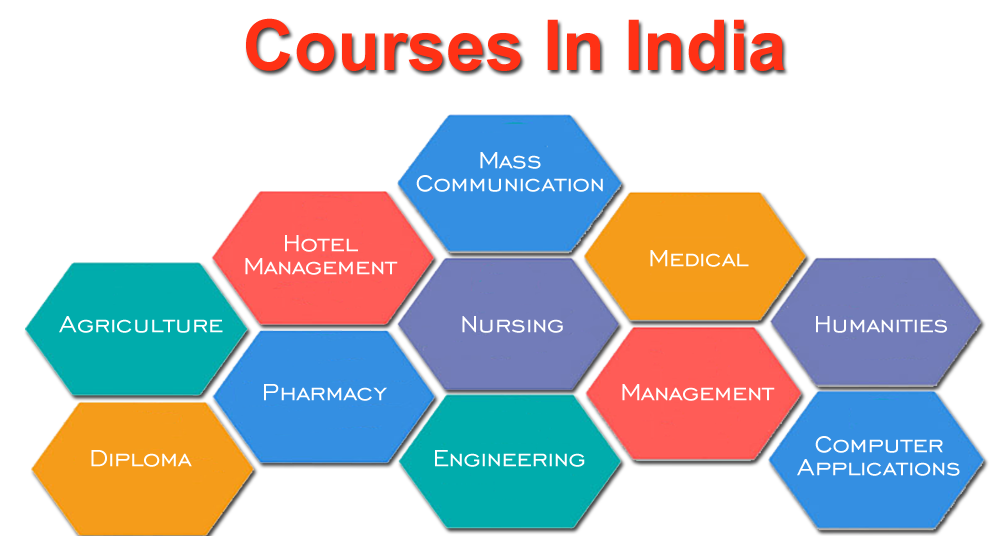 Courses In India
Mass
Communication
Hotel
Management
Medical
Agriculture
Nursing
Humanities
Pharmacy
Management
Diploma
Engineering
Computer
Applications